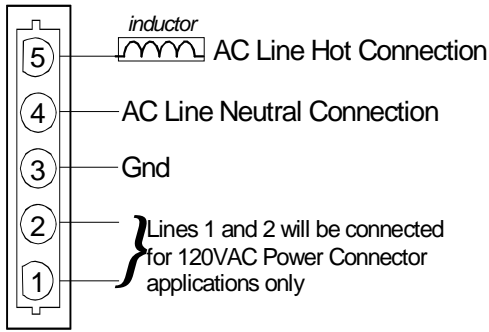 inductor
5 AC Line Hot Connection
4 AC Line Neutral Connection
3 Gnd
2
Lines 1 and 2 will be connected
for 120VAC Power Connector
1 applications only